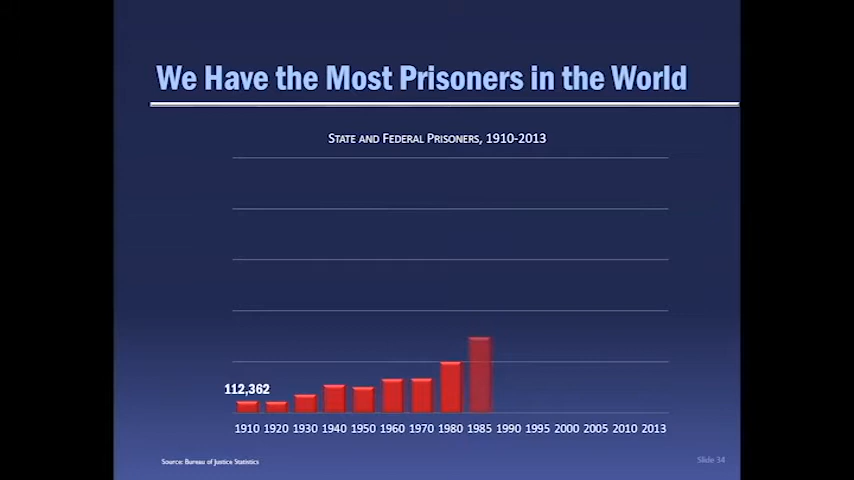 We Have the Most Prisoners in the World
State and Federal Prisoners, 1910-2013
112,362
1910 1920 1930 1940 1950 1960 1970 1980 1985 1990 1995 2000 2005 2010 2013
Source: Bureau of Justice Statistics
Slide 34